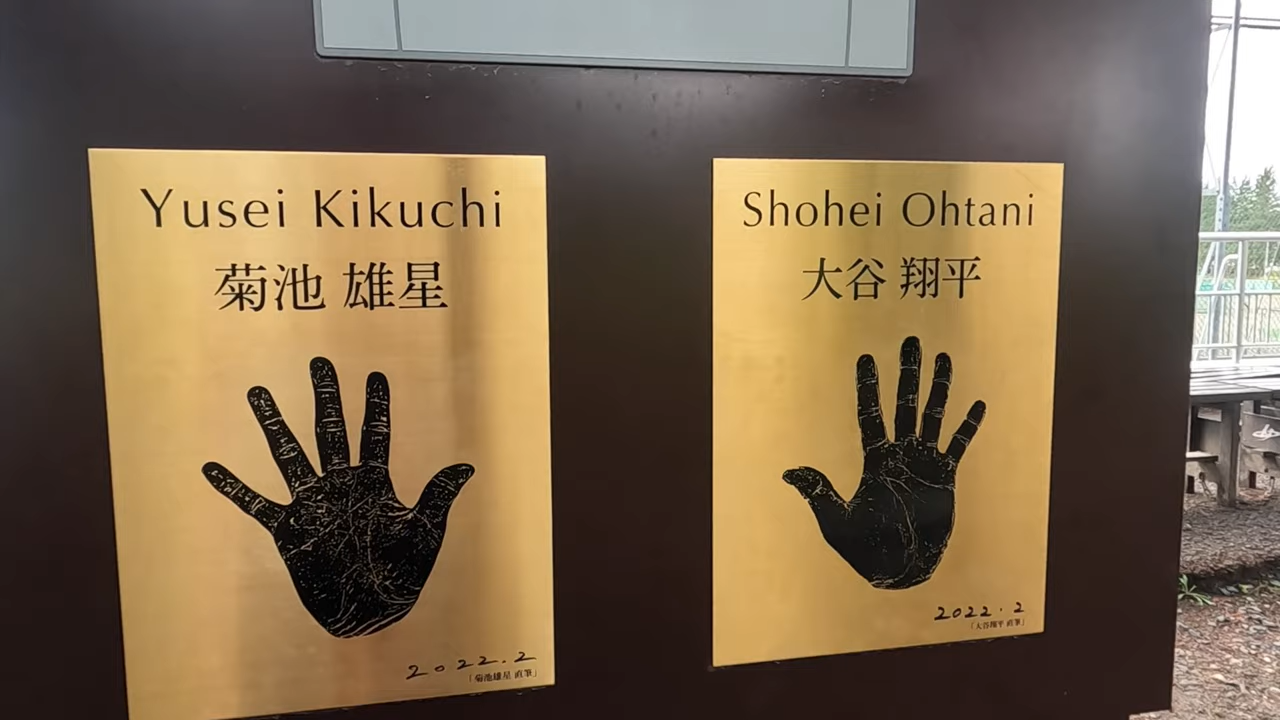 Yusei Kikuchi
菊池 雄星
2022.2
「菊池雄星 直筆」
Shohei Ohtani
大谷 翔平
2022.2
「大谷翔平 直筆」